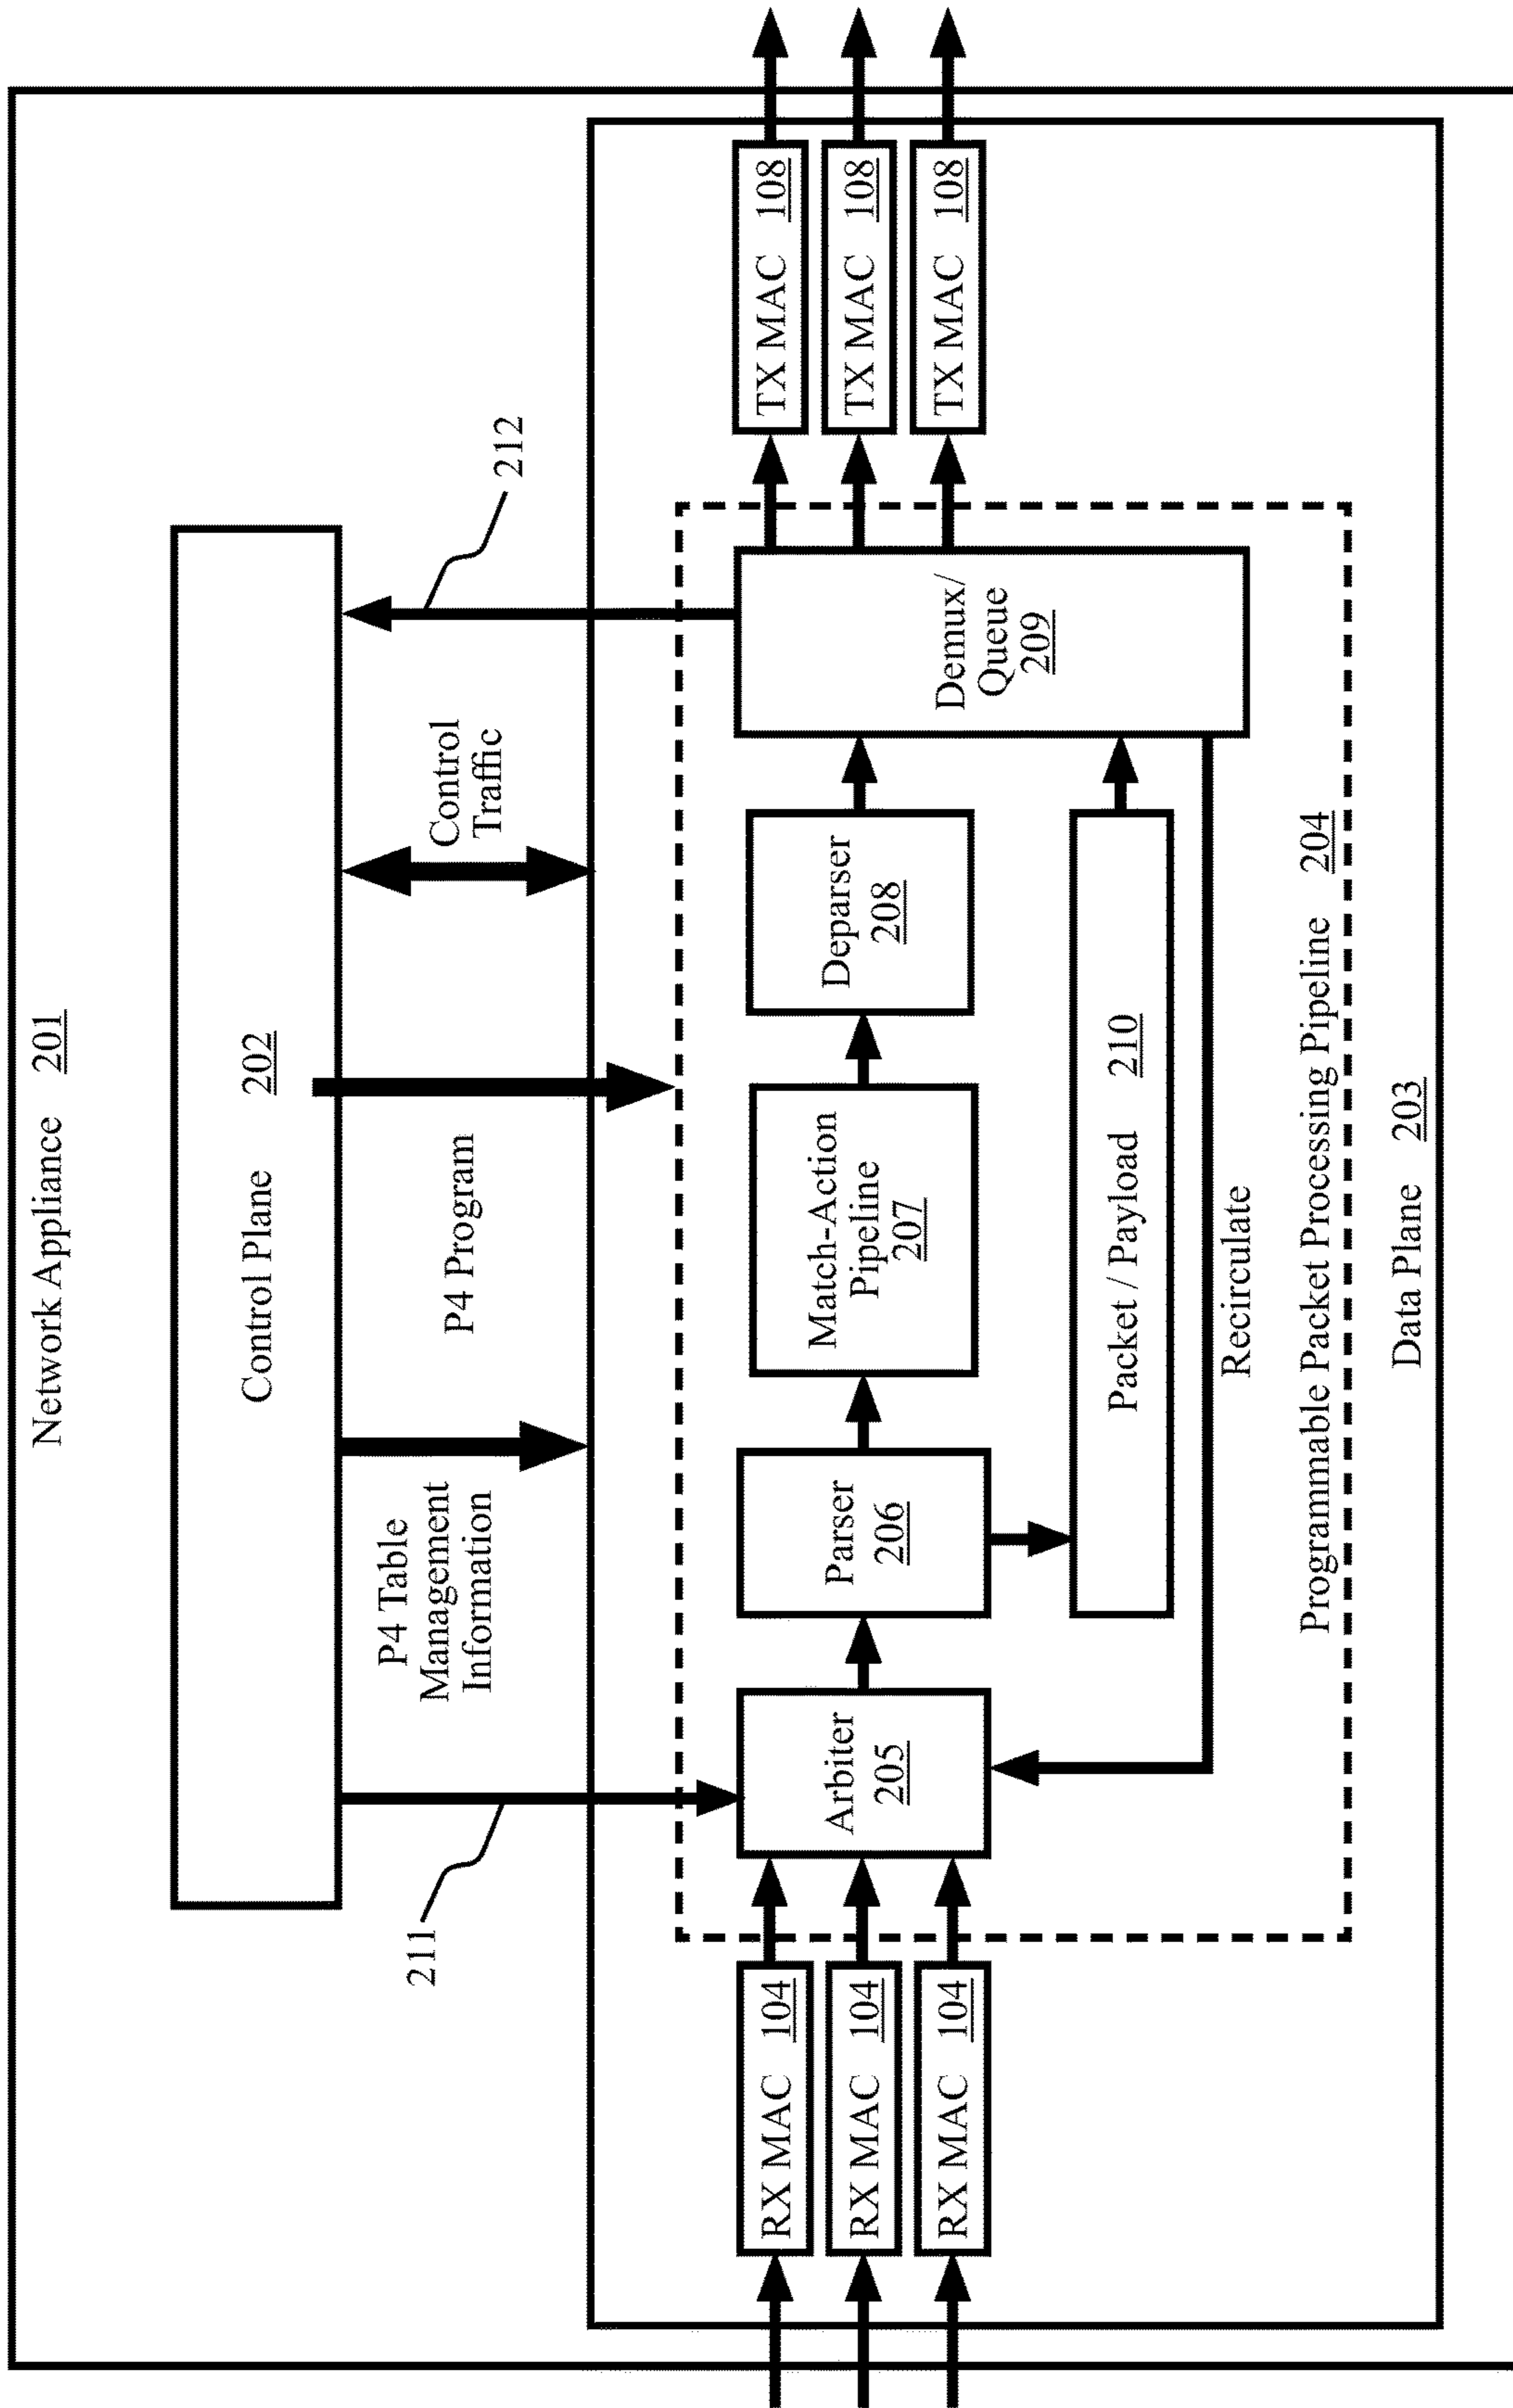 Network Appliance 201
Control Plane 202
P4 Table
Management
Information
P4 Program
Control
Traffic
211
212
RX MAC 104
RX MAC 104
RX MAC 104
Arbiter
205
Parser
206
Match-Action
Pipeline
207
Deparser
208
Demux/
Queue
209
TX MAC 108
TX MAC 108
TX MAC 108
Packet / Payload 210
Recirculate
Programmable Packet Processing Pipeline 204
Data Plane 203